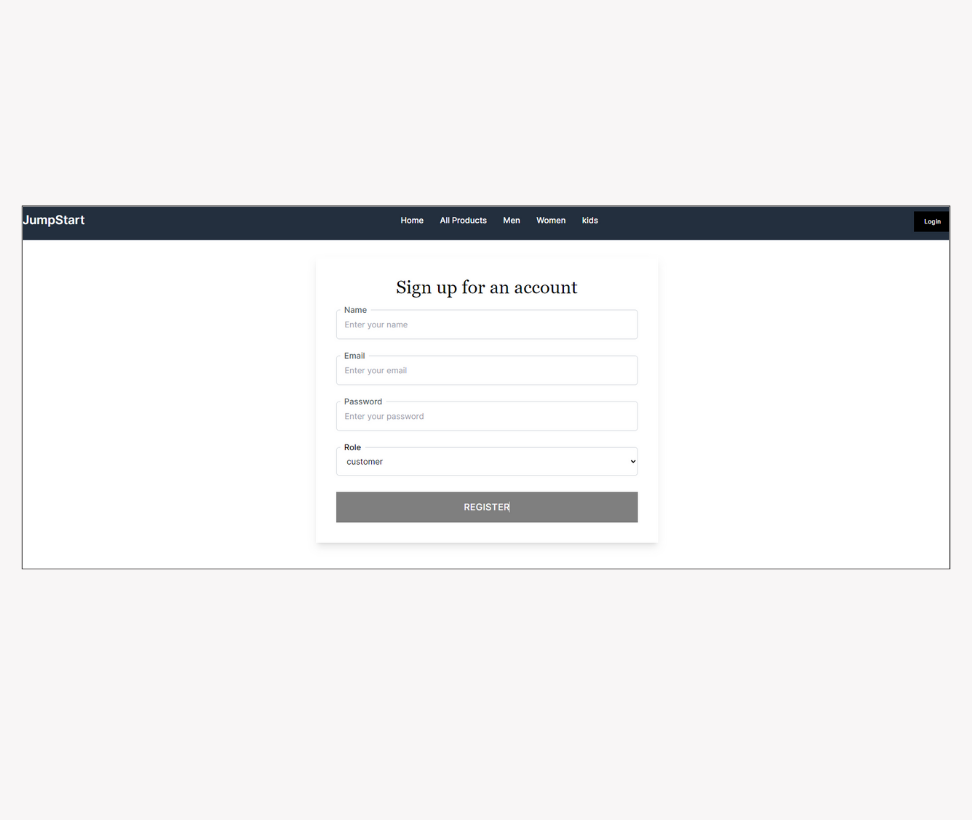 JumpStart Home All Products Men Women kids Login
Sign up for an account
Name
Enter your name
Email
Enter your email
Password
Enter your password
Role
customer
REGISTER